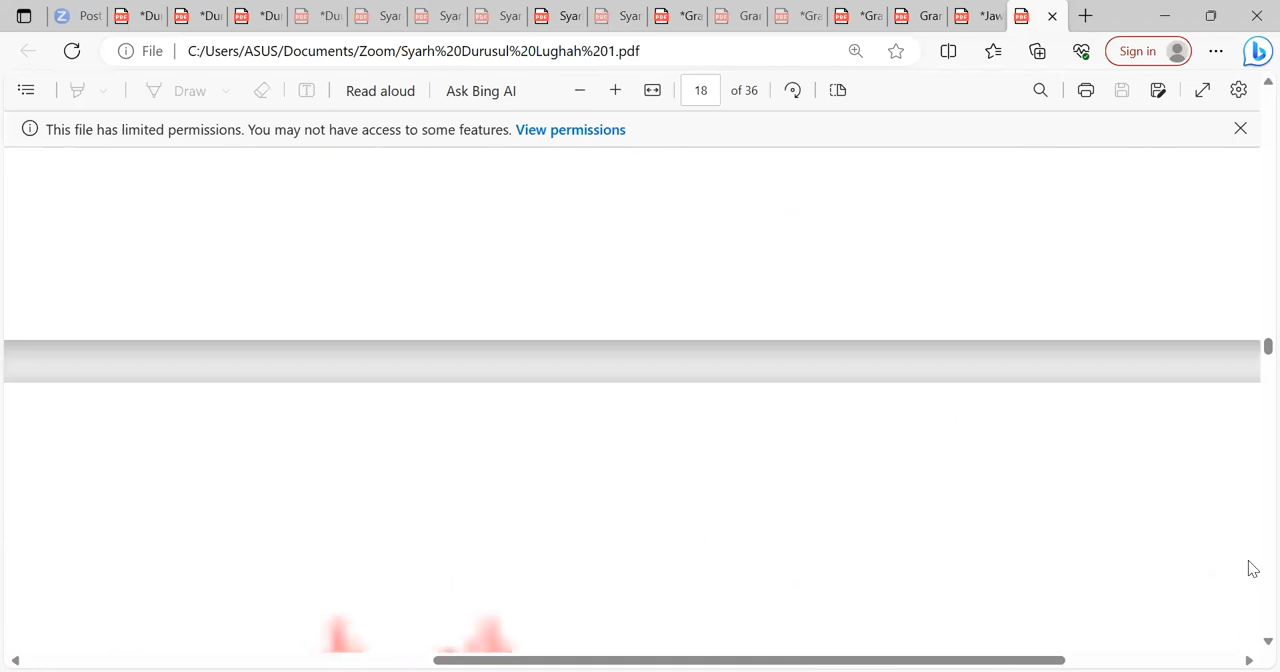 Post *Du *Du *Du *Du Syar Syar Syar Syar Syar *Gra Grar *Gra *Gra Grar *Jaw
File C:/Users/ASUS/Documents/Zoom/Syarh%20Durusul%20Lughah%201.pdf Sign in
Draw Read aloud Ask Bing AI 18 of 36
This file has limited permissions. You may not have access to some features. View permissions